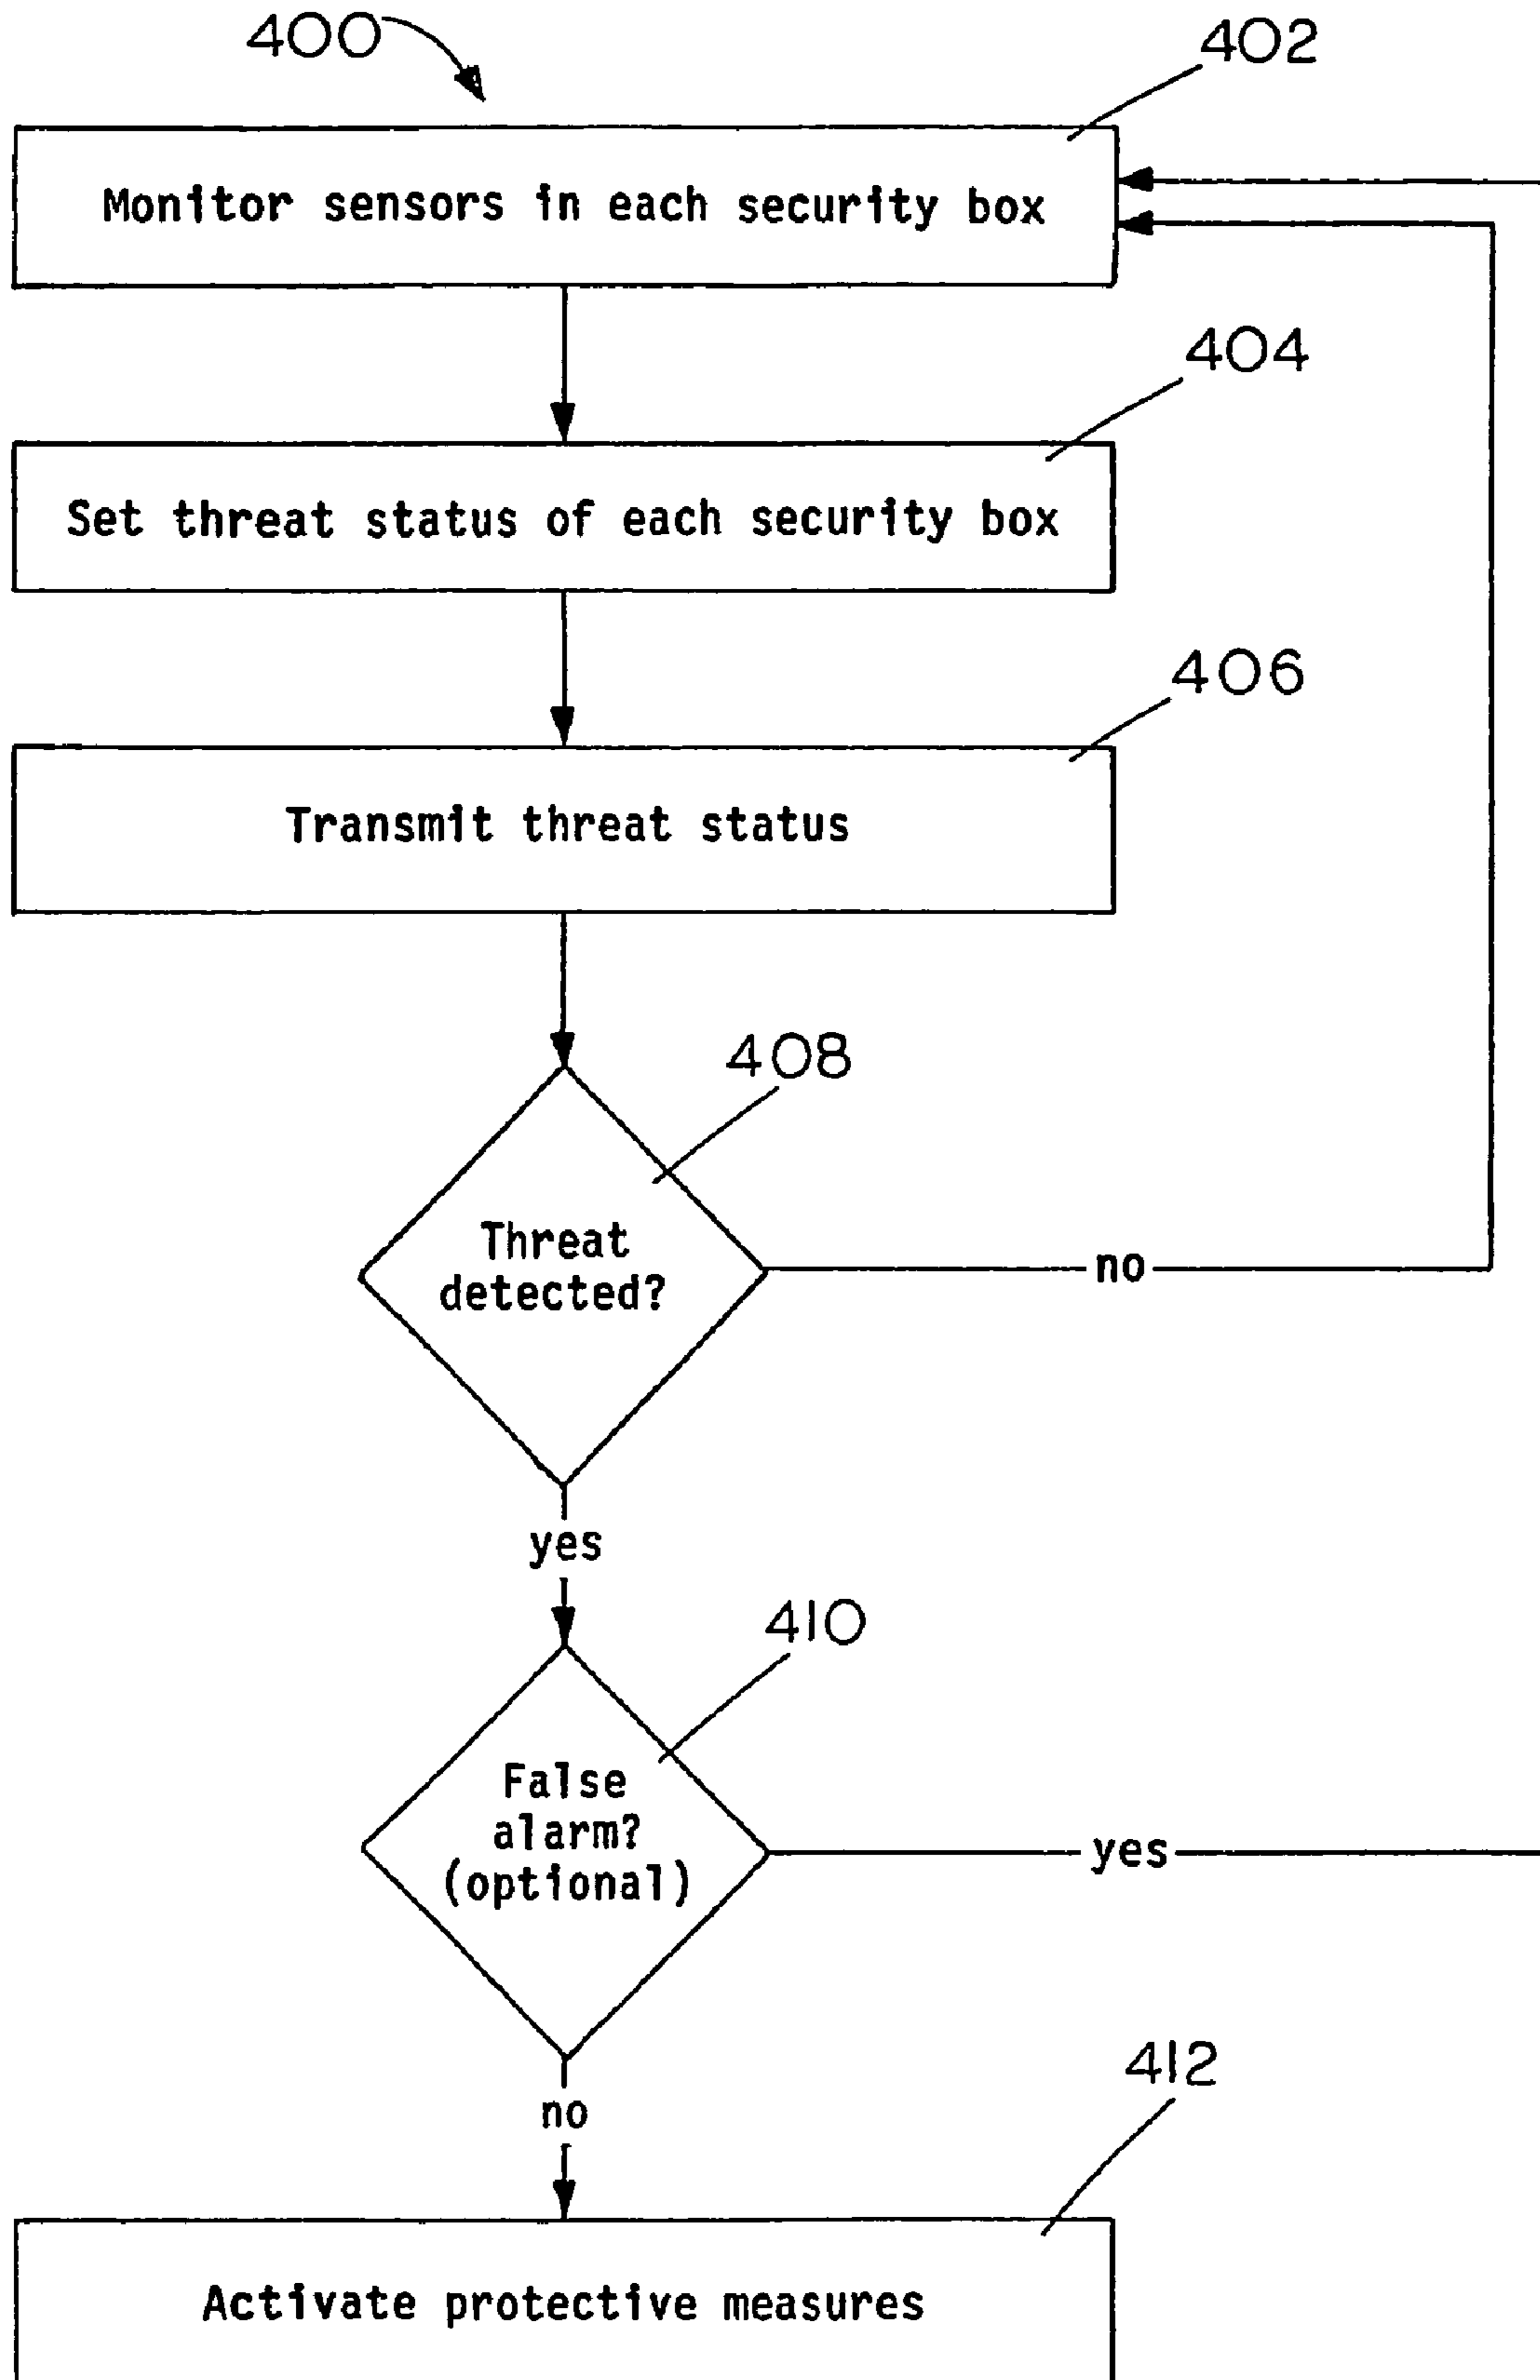 400
402
Monitor sensors in each security box
404
Set threat status of each security box
406
Transmit threat status
408
Threat
detected?
no
yes
410
False
alarm?
(optional)
yes
no
412
Activate protective measures